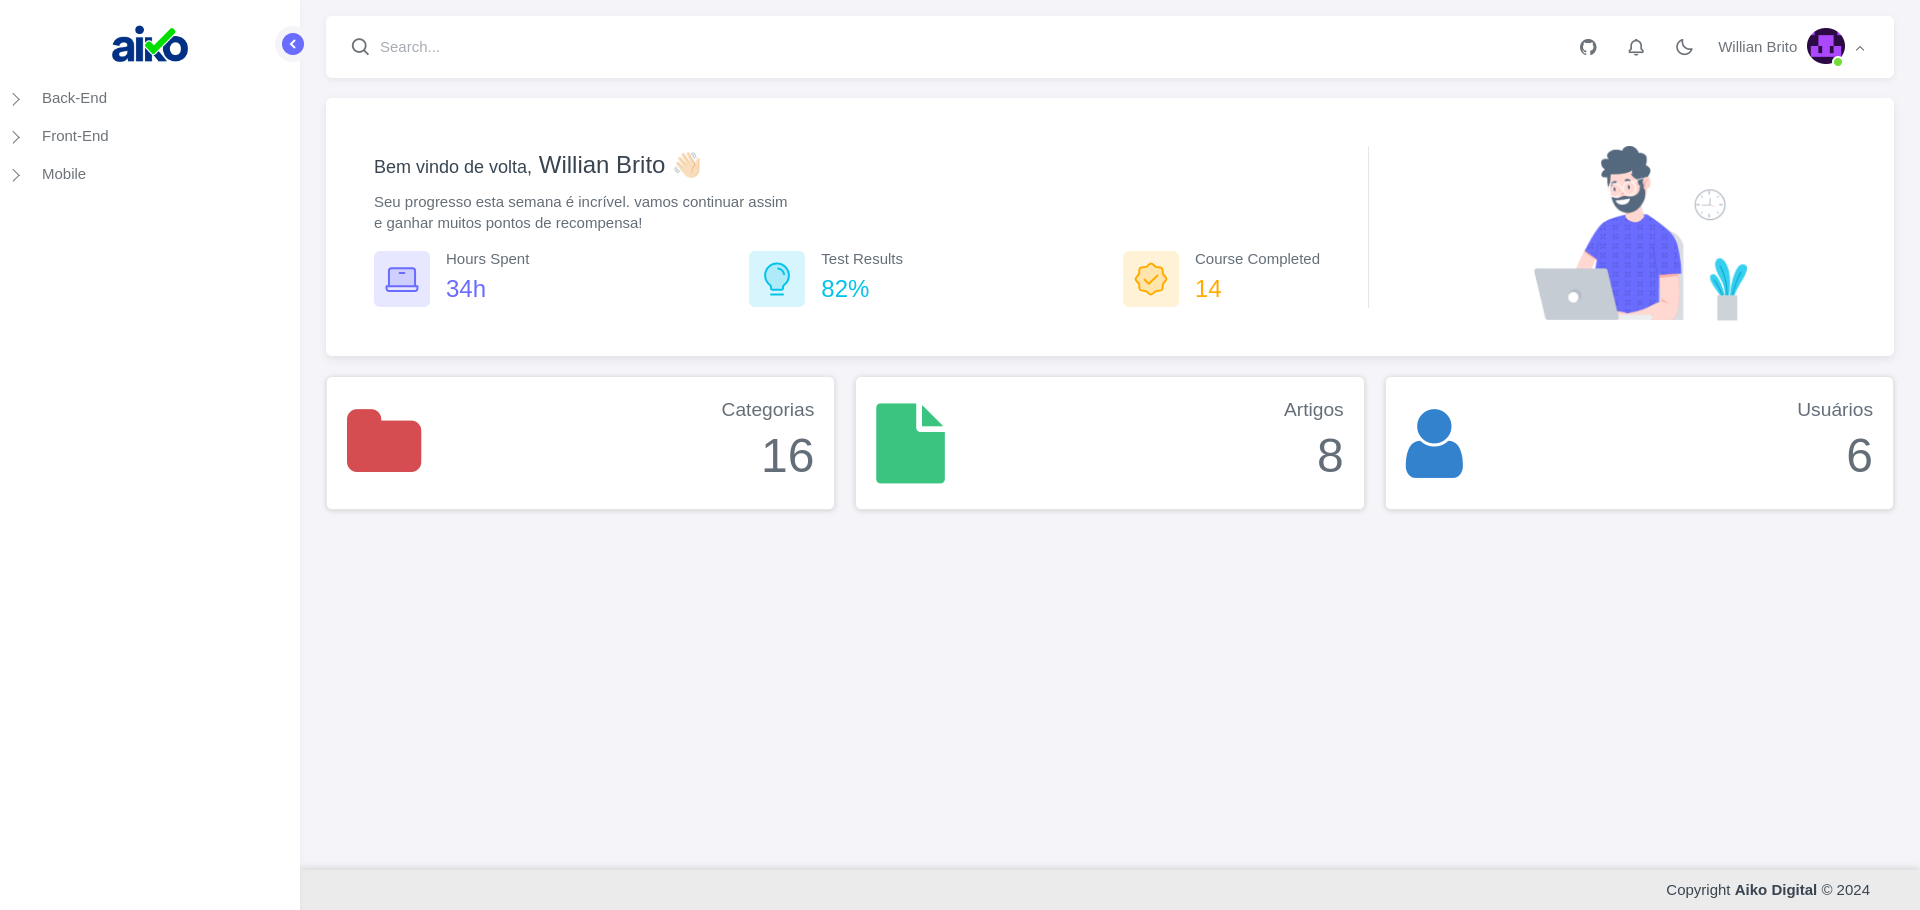 aiko
Back-End
Front-End
Mobile
Search...
Willian Brito
Bem vindo de volta, Willian Brito 👋🏻
Seu progresso esta semana é incrível. vamos continuar assim
e ganhar muitos pontos de recompensa!
Hours Spent
34h
Test Results
82%
Course Completed
14
Categorias
16
Artigos
8
Usuários
6
Copyright Aiko Digital © 2024